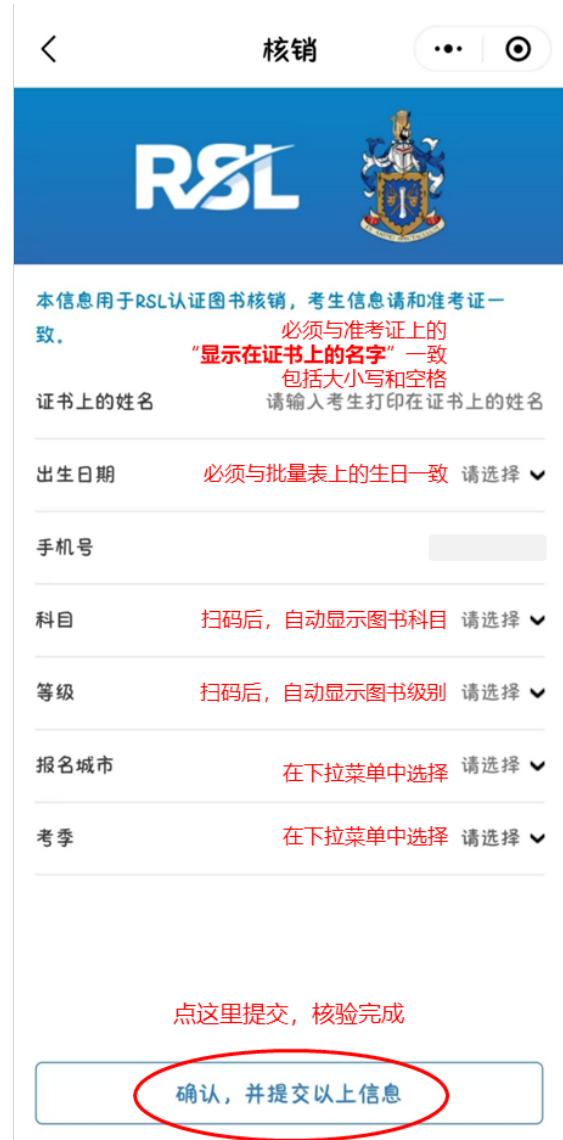 核销
RSL
本信息用于RSL认证图书核销，考生信息请和准考证一
致.
必须与准考证上的
“显示在证书上的名字”一致
包括大小写和空格
证书上的姓名 请输入考生打印在证书上的姓名
出生日期 必须与批量表上的生日一致 请选择
手机号
科目 扫码后，自动显示图书科目 请选择
等级 扫码后，自动显示图书级别 请选择
报名城市 在下拉菜单中选择 请选择
考季 在下拉菜单中选择 请选择
点这里提交，核验完成
确认，并提交以上信息